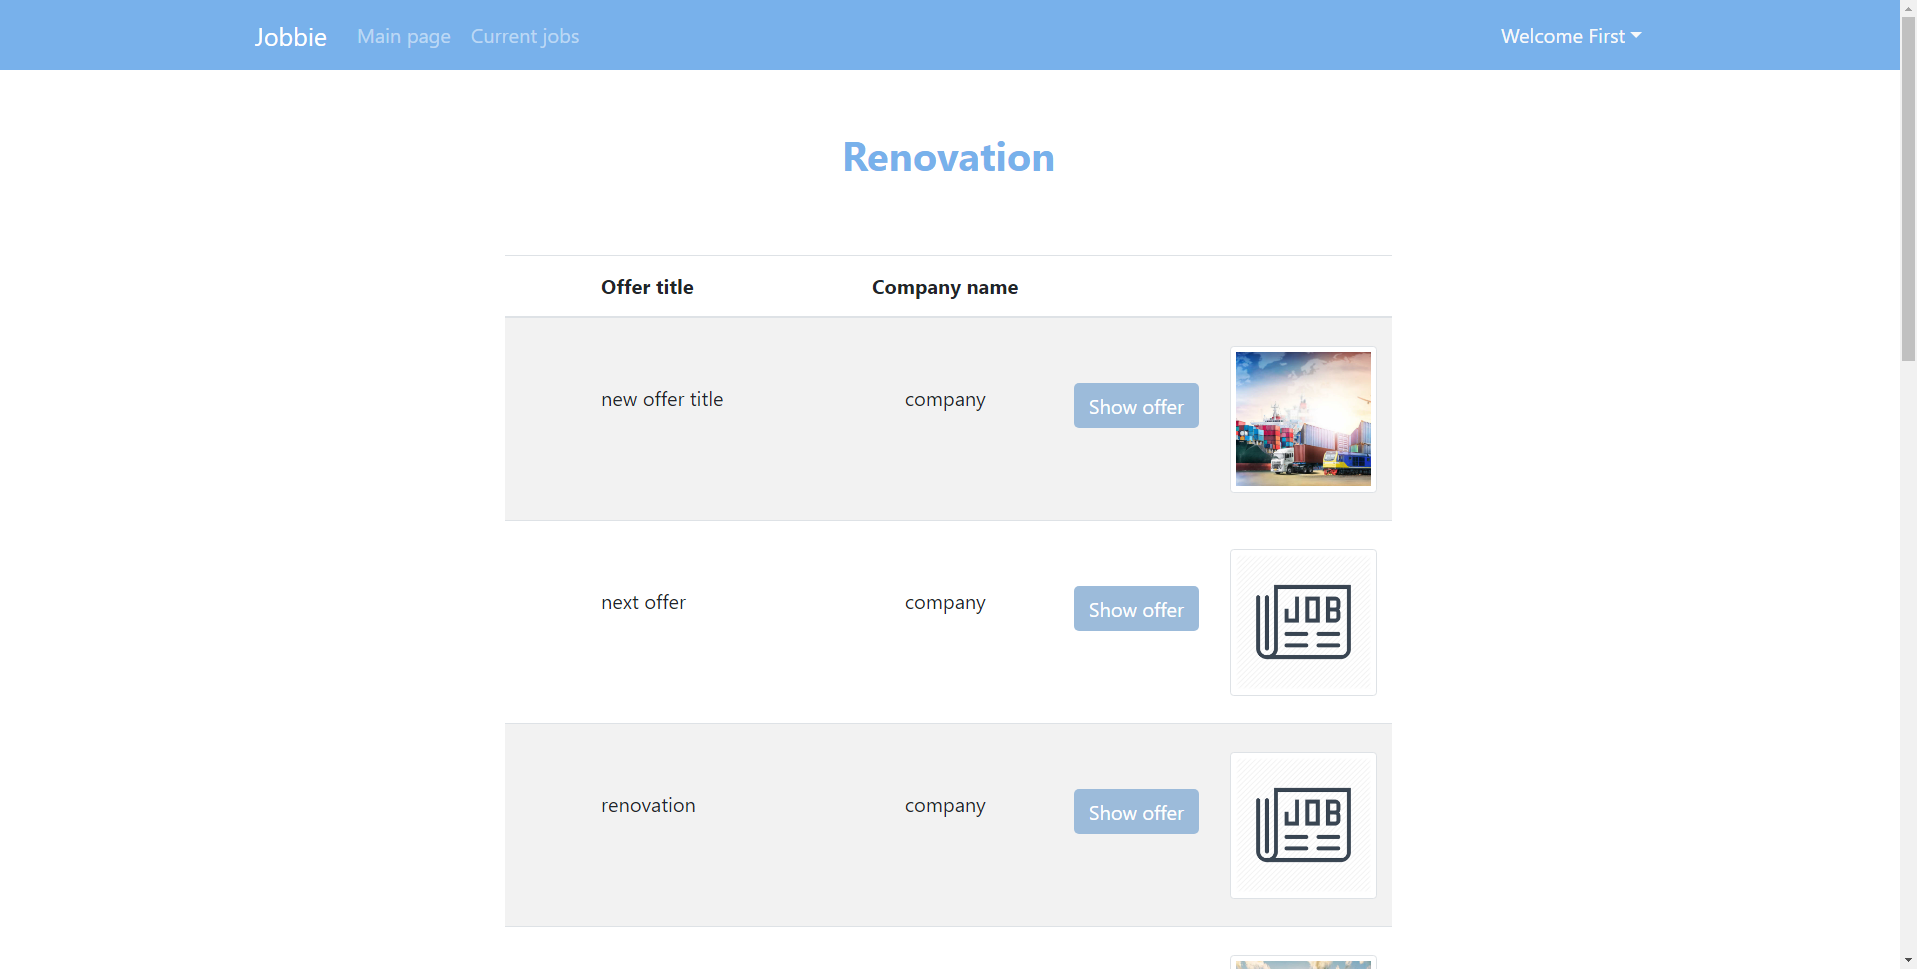 Jobbie Main page Current jobs Welcome First
Renovation
Offer title Company name
new offer title company Show offer
next offer company Show offer
JOB
renovation company Show offer
JOB